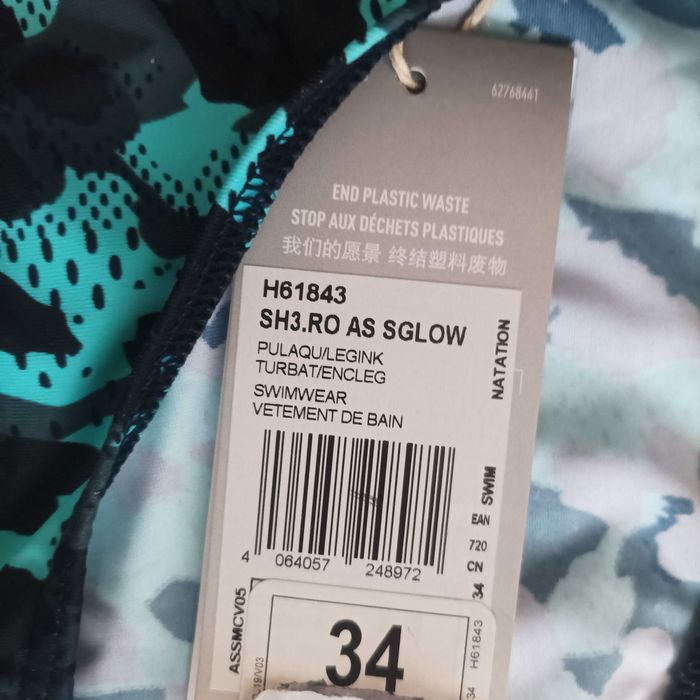 62768441
END PLASTIC WASTE
STOP AUX DÉCHETS PLASTIQUES
我们的愿景 终结塑料废物
H61843
SH3.RO AS SGLOW
PULAQU/LEGINK
TURBAT/ENCLEG
SWIMWEAR
VETEMENT DE BAIN
NATATION
SWIM
EAN
720
CN
34
4 064057 248972
ASSMCV05
34
H61843
34